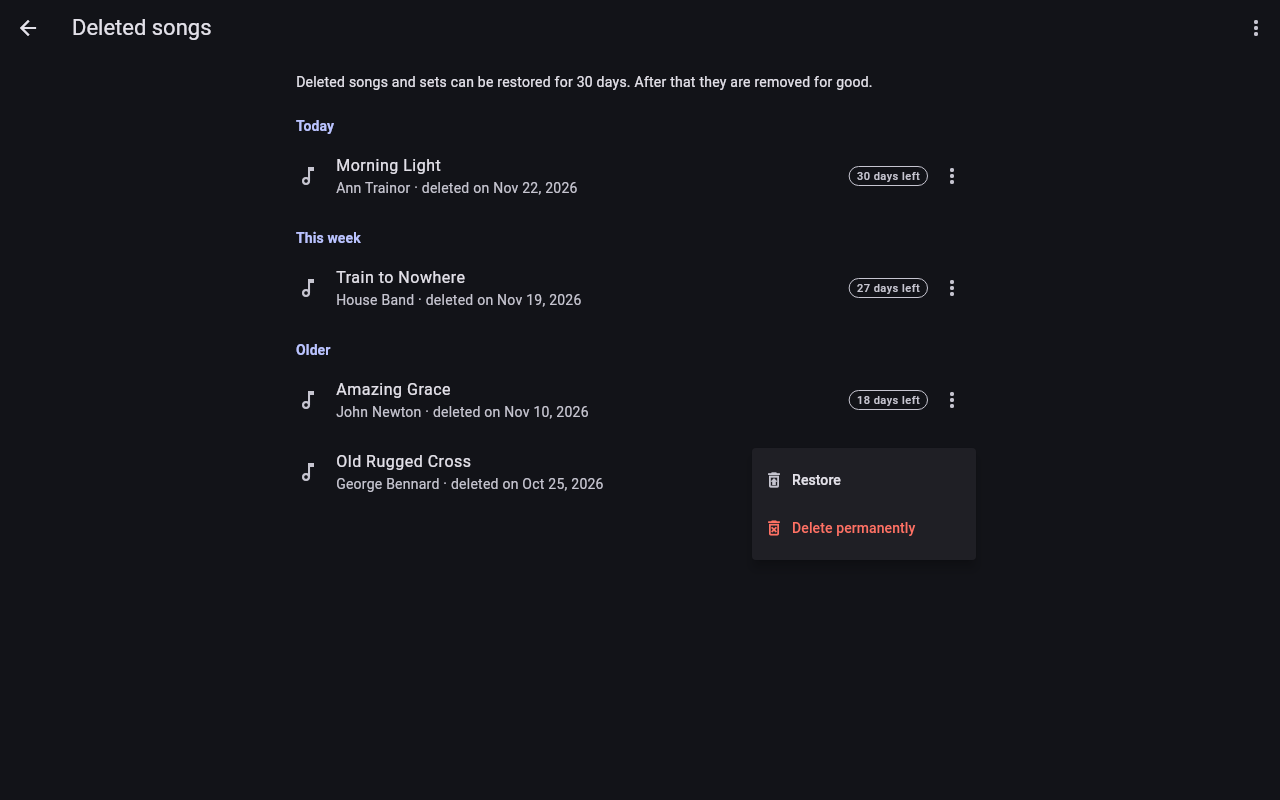 Deleted songs
Deleted songs and sets can be restored for 30 days. After that they are removed for good.
Today
Morning Light
Ann Trainor · deleted on Nov 22, 2026
30 days left
This week
Train to Nowhere
House Band · deleted on Nov 19, 2026
27 days left
Older
Amazing Grace
John Newton · deleted on Nov 10, 2026
18 days left
Old Rugged Cross
George Bennard · deleted on Oct 25, 2026
Restore
Delete permanently